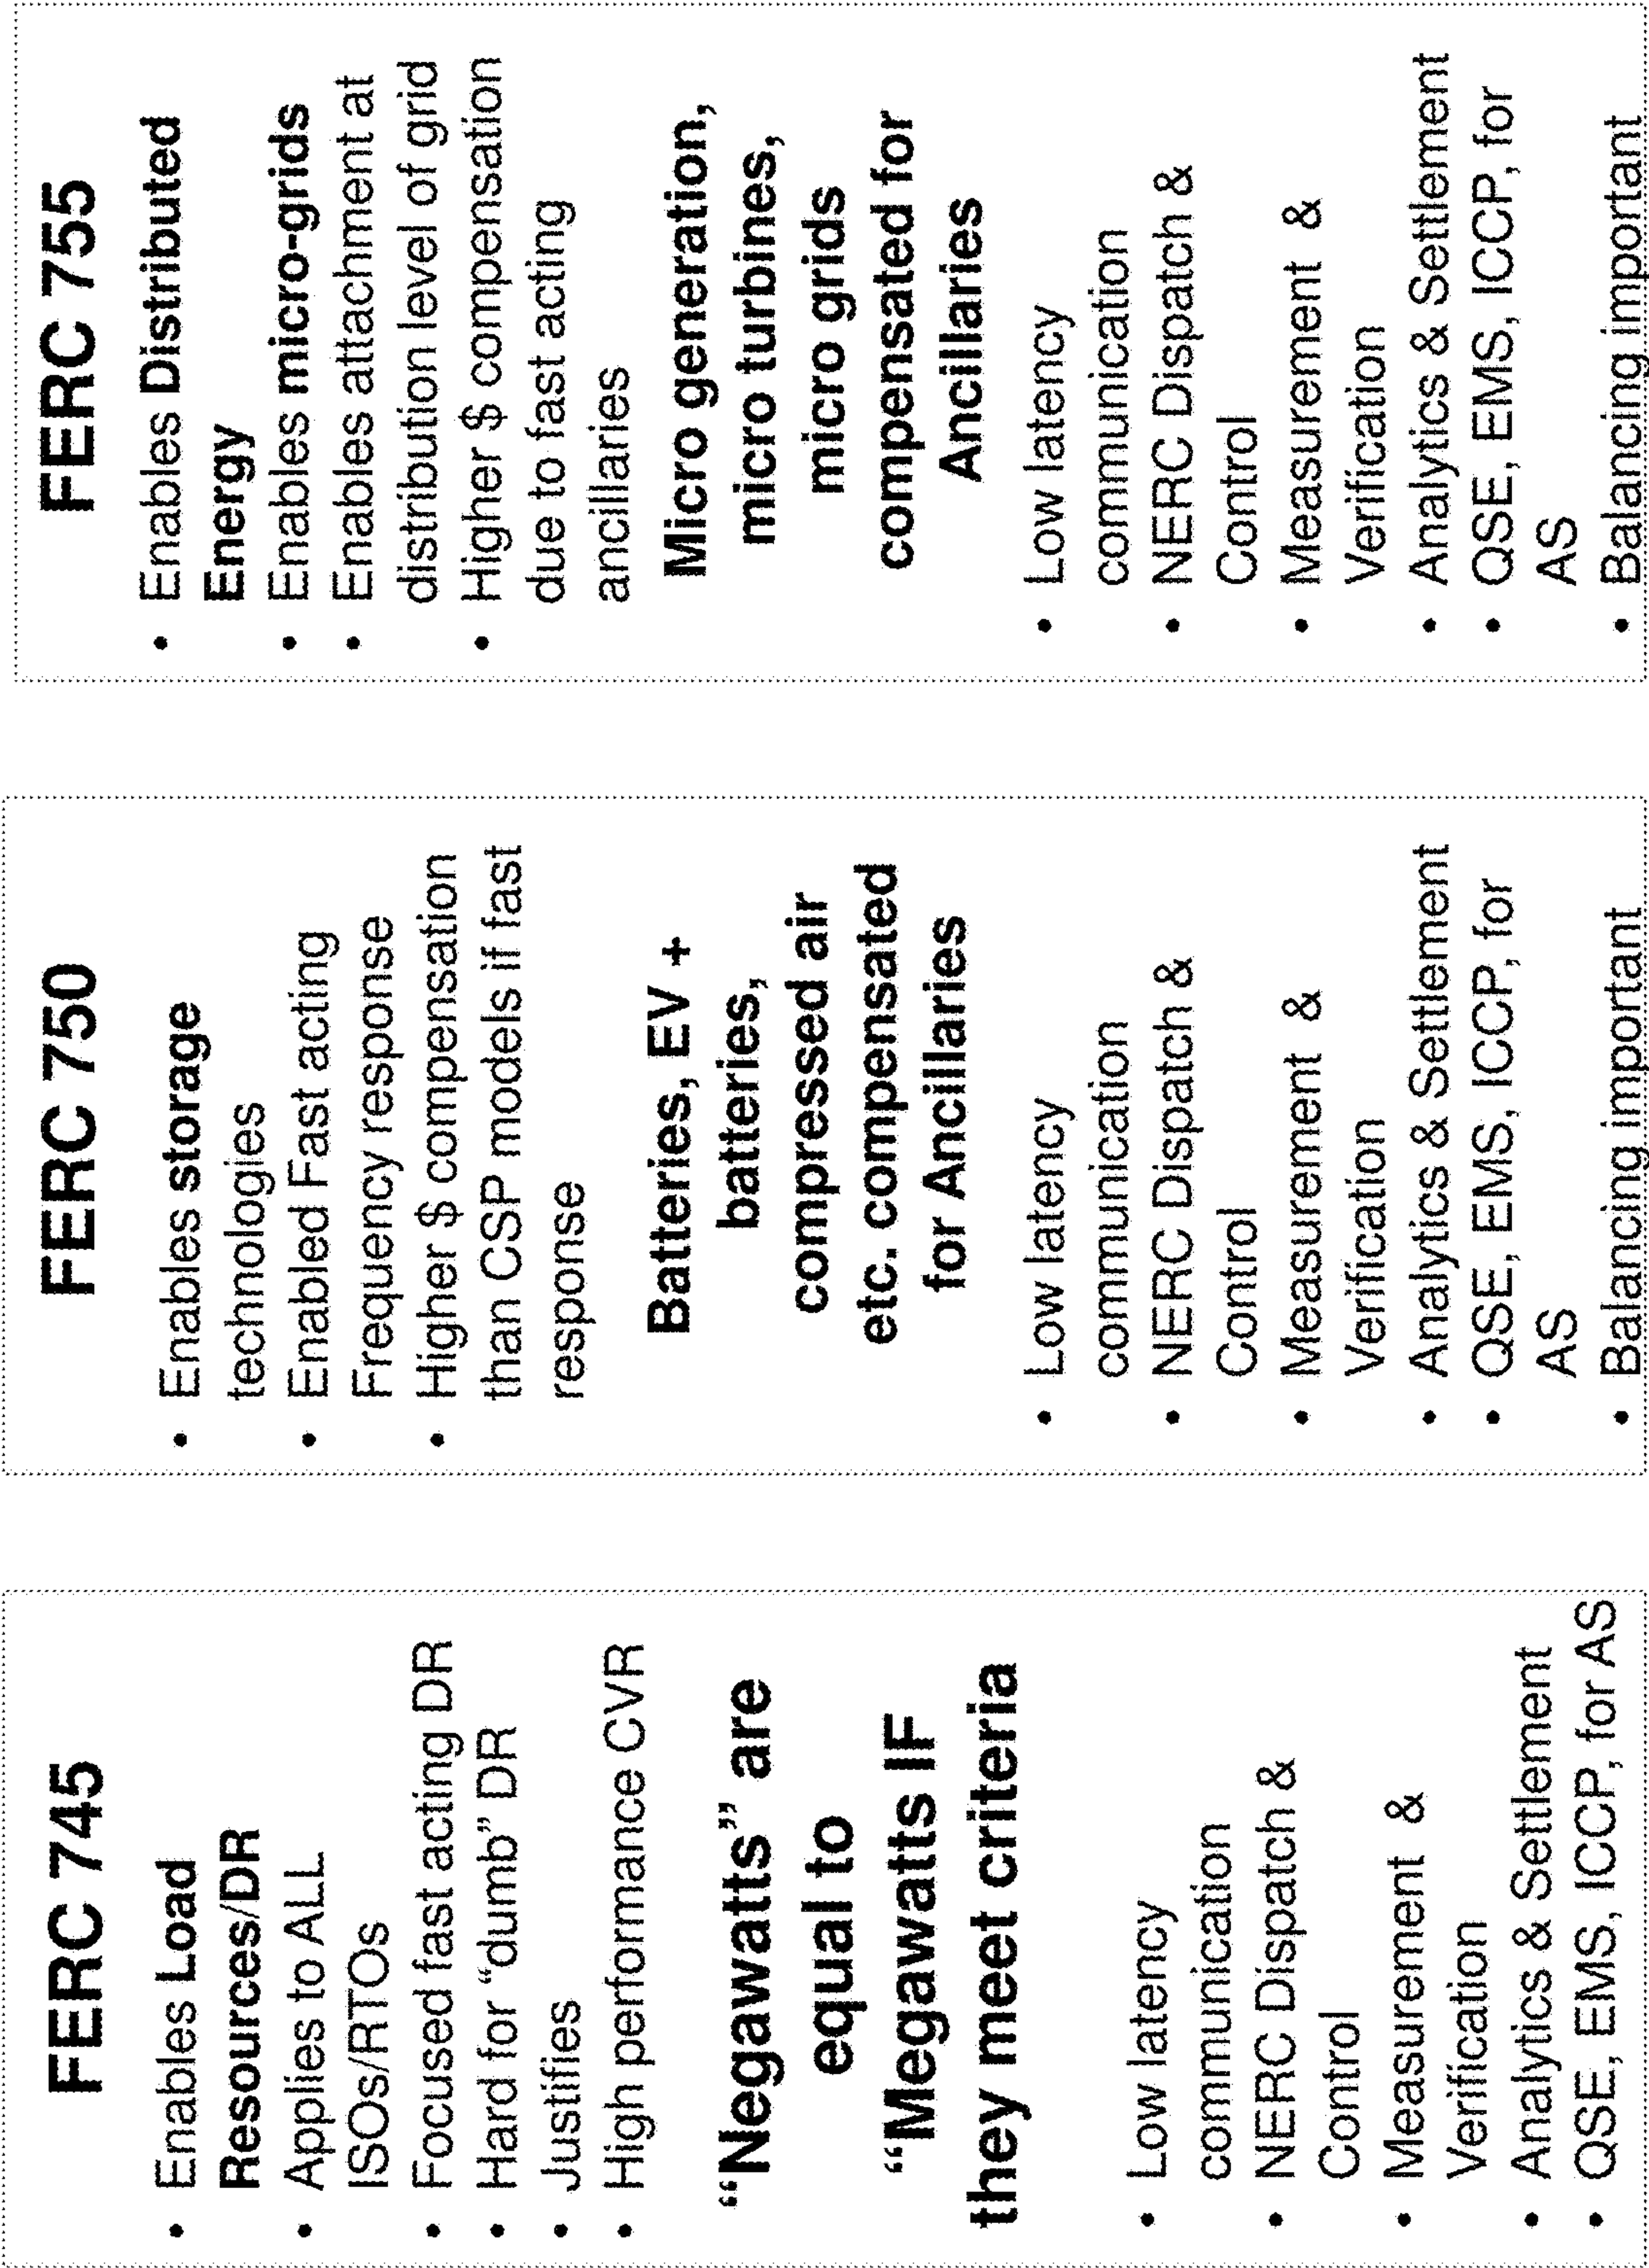 FERC 745
• Enables Load
Resources/DR
• Applies to ALL
ISOs/RTOs
• Focused fast acting DR
• Hard for “dumb” DR
• Justifies
• High performance CVR
“Negawatts” are
equal to
“Megawatts IF
they meet criteria
• Low latency
communication
• NERC Dispatch &
Control
• Measurement &
Verification
• Analytics & Settlement
• QSE, EMS, ICCP, for AS
FERC 750
• Enables storage
technologies
• Enabled Fast acting
Frequency response
• Higher $ compensation
than CSP models if fast
response
Batteries, EV +
batteries,
compressed air
etc. compensated
for Ancillaries
• Low latency
communication
• NERC Dispatch &
Control
• Measurement &
Verification
• Analytics & Settlement
• QSE, EMS, ICCP, for
AS
• Balancing important
FERC 755
• Enables Distributed
Energy
• Enables micro-grids
• Enables attachment at
distribution level of grid
• Higher $ compensation
due to fast acting
ancillaries
Micro generation,
micro turbines,
micro grids
compensated for
Ancillaries
• Low latency
communication
• NERC Dispatch &
Control
• Measurement &
Verification
• Analytics & Settlement
• QSE, EMS, ICCP, for
AS
• Balancing important